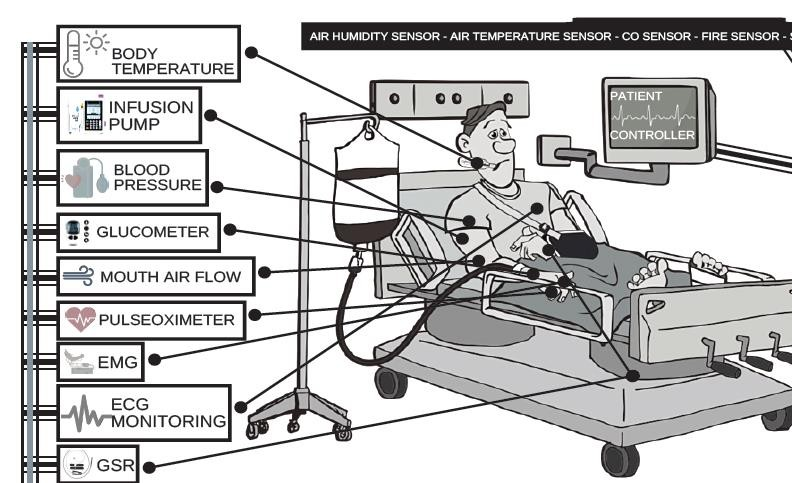 AIR HUMIDITY SENSOR - AIR TEMPERATURE SENSOR - CO SENSOR - FIRE SENSOR -
BODY
TEMPERATURE
INFUSION
PUMP
BLOOD
PRESSURE
GLUCOMETER
MOUTH AIR FLOW
PULSEOXIMETER
EMG
ECG
MONITORING
GSR
PATIENT
CONTROLLER